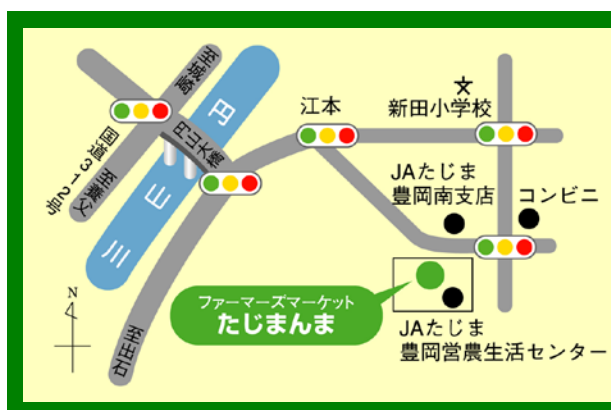 至城崎
円山大橋
国道312号
至養父
円山川
江本
新田小学校
JAたじま
豊岡南支店
コンビニ
ファーマーズマーケット
たじまんま
JAたじま
豊岡営農生活センター
至出石
N